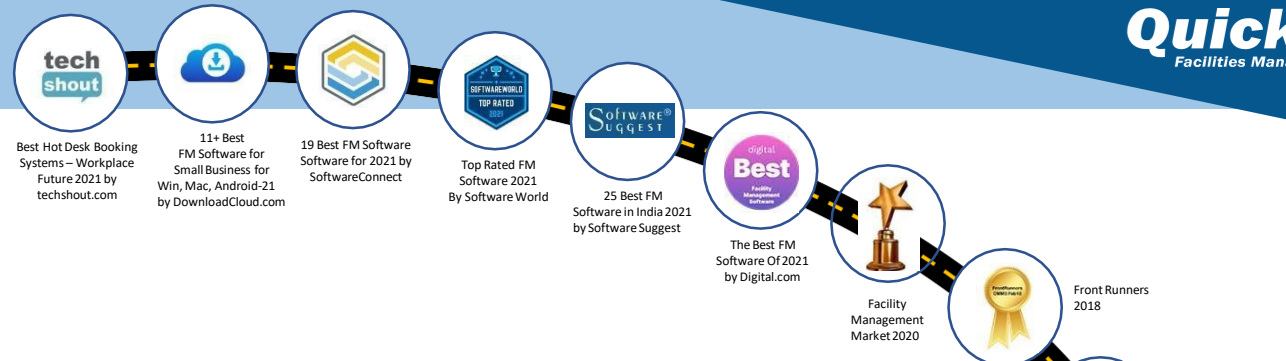 Quick
Facilities Mana
tech
shout
Best Hot Desk Booking
Systems – Workplace
Future 2021 by
techshout.com
11+ Best
FM Software for
Small Business for
Win, Mac, Android-21
by DownloadCloud.com
19 Best FM Software
Software for 2021 by
SoftwareConnect
SOFTWAREWORLD
TOP RATED
2021
Top Rated FM
Software 2021
By Software World
SOFTWARE®
SUGGEST
25 Best FM
Software in India 2021
by Software Suggest
digital
Best
Facility
Management
Software
The Best FM
Software Of 2021
by Digital.com
Facility
Management
Market 2020
FrontRunners
CMMS Feb18
Front Runners
2018